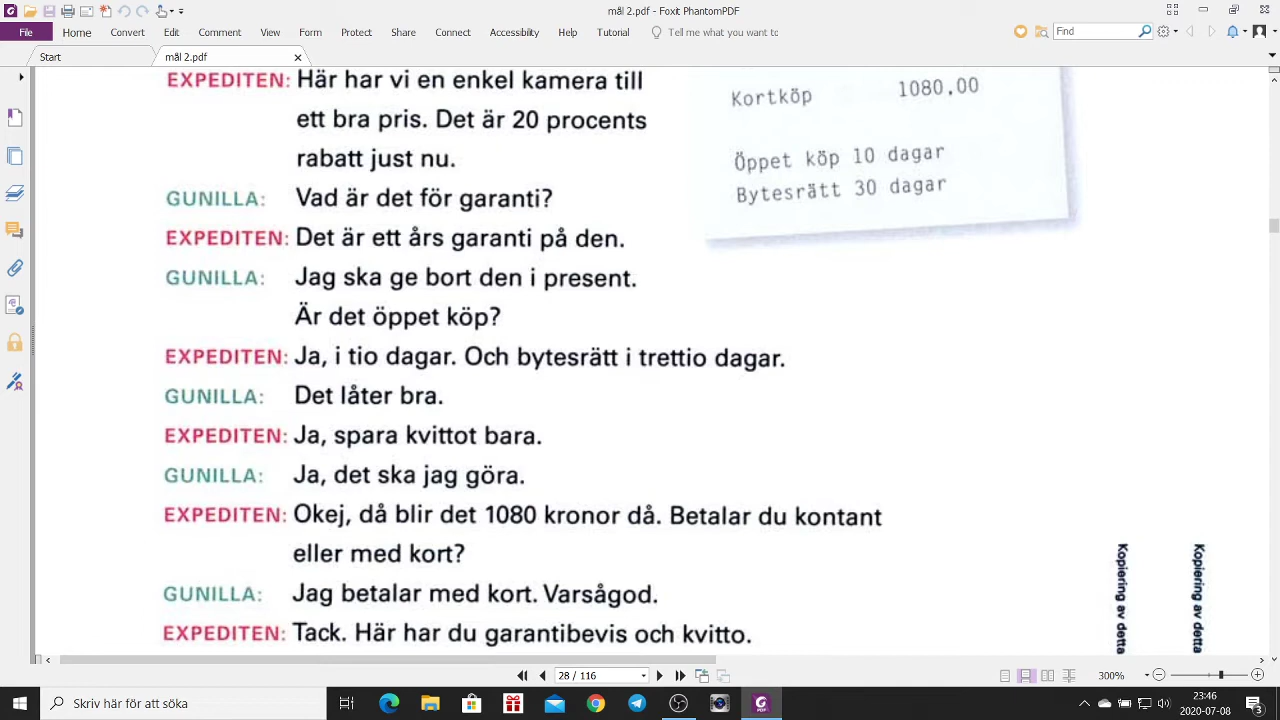 mål 2.pdf - Foxit PhantomPDF
File Home Convert Edit Comment View Form Protect Share Connect Accessibility Help Tutorial Tell me what you want to Find
Start mål 2.pdf
EXPEDITEN: Här har vi en enkel kamera till
ett bra pris. Det är 20 procents
rabatt just nu.
GUNILLA: Vad är det för garanti?
EXPEDITEN: Det är ett års garanti på den.
GUNILLA: Jag ska ge bort den i present.
Är det öppet köp?
EXPEDITEN: Ja, i tio dagar. Och bytesrätt i trettio dagar.
GUNILLA: Det låter bra.
EXPEDITEN: Ja, spara kvittot bara.
GUNILLA: Ja, det ska jag göra.
EXPEDITEN: Okej, då blir det 1080 kronor då. Betalar du kontant
eller med kort?
GUNILLA: Jag betalar med kort. Varsågod.
EXPEDITEN: Tack. Här har du garantibevis och kvitto.
Kortköp 1080,00
Öppet köp 10 dagar
Bytesrätt 30 dagar
Kopiering av detta
Kopiering av detta
28 / 116
300%
Skriv här för att söka
23:46
2020-07-08
3